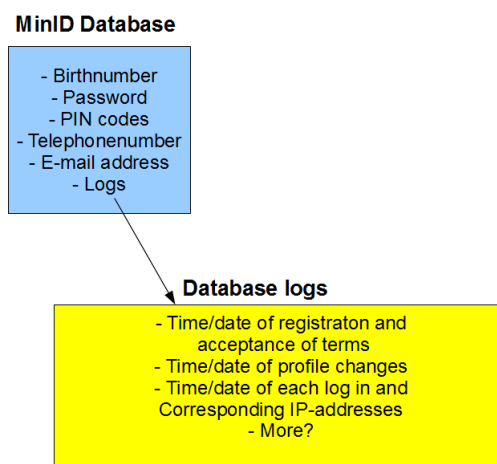 MinID Database
- Birthnumber
- Password
- PIN codes
- Telephonenumber
- E-mail address
- Logs
Database logs
- Time/date of registraton and
acceptance of terms
- Time/date of profile changes
- Time/date of each log in and
Corresponding IP-addresses
- More?